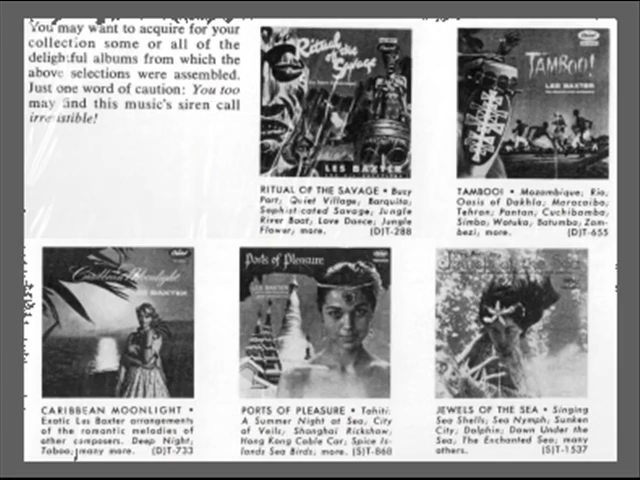 You may want to acquire for your
collection some or all of the
delightful albums from which the
above selections were assembled.
Just one word of caution: You too
may find this music's siren call
irresistible!
Ritual
of the
Savage
LES BAXTER
RITUAL OF THE SAVAGE • Busy
Port; Quiet Village; Barquita;
Sophisticated Savage; Jungle
River Boat; Love Dance; Jungle
Flower; more. (D)T-288
TAMBOO!
LES BAXTER
TAMBOO! • Mozambique; Rio;
Oasis of Dakhla; Maracaibo;
Tehran; Pantan; Cuchibamba;
Simba; Wotuka; Batumba; Zam-
bezi; more. (D)T-655
Caribbean Moonlight
LES BAXTER
CARIBBEAN MOONLIGHT •
Exotic Les Baxter arrangements
of the romantic melodies of
other composers. Deep Night;
Taboo; many more. (D)T-733
Ports of Pleasure
LES BAXTER
PORTS OF PLEASURE • Tahiti:
A Summer Night at Sea; City
of Veils; Shanghai Rickshaw;
Hong Kong Cable Car; Spice Is-
lands Sea Birds; more. (S)T-868
JEWELS OF THE SEA • Singing
Sea Shells; Sea Nymph; Sunken
City; Dolphin; Dawn Under the
Sea; The Enchanted Sea; many
others. (S)T-1537